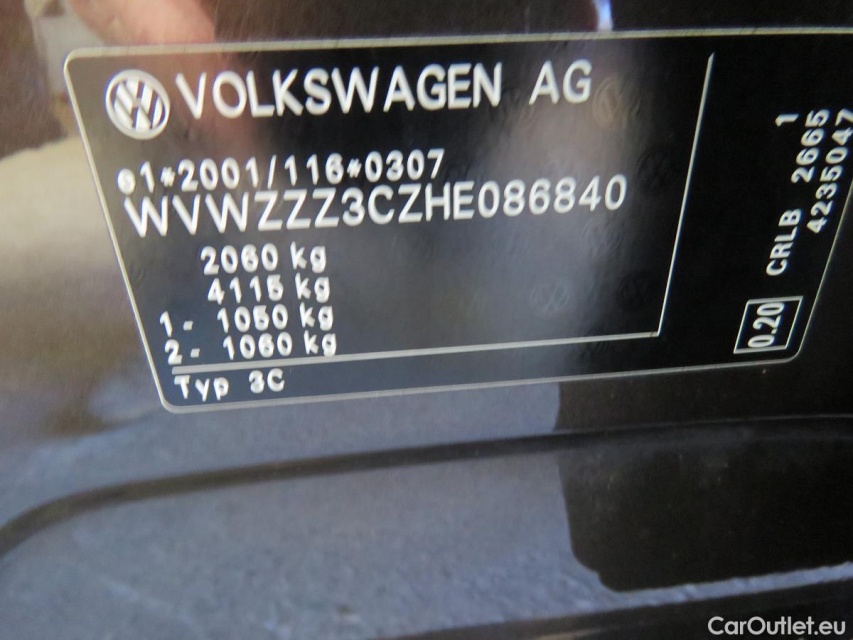 VOLKSWAGEN AG
e1*2001/116*0307
WVWZZZ3CZHE086840
2060 kg
4115 kg
1 - 1050 kg
2 - 1060 kg
Typ 3C
1
CRLB 2665
4235047
0.20
CarOutlet.eu